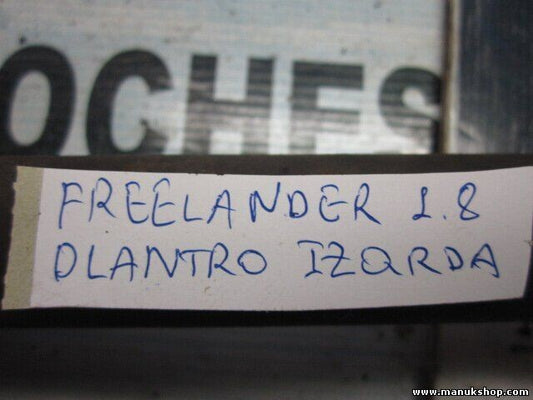 OCHES
FREELANDER 1.8
DLANTRO IZQRDA
www.manukshop.com